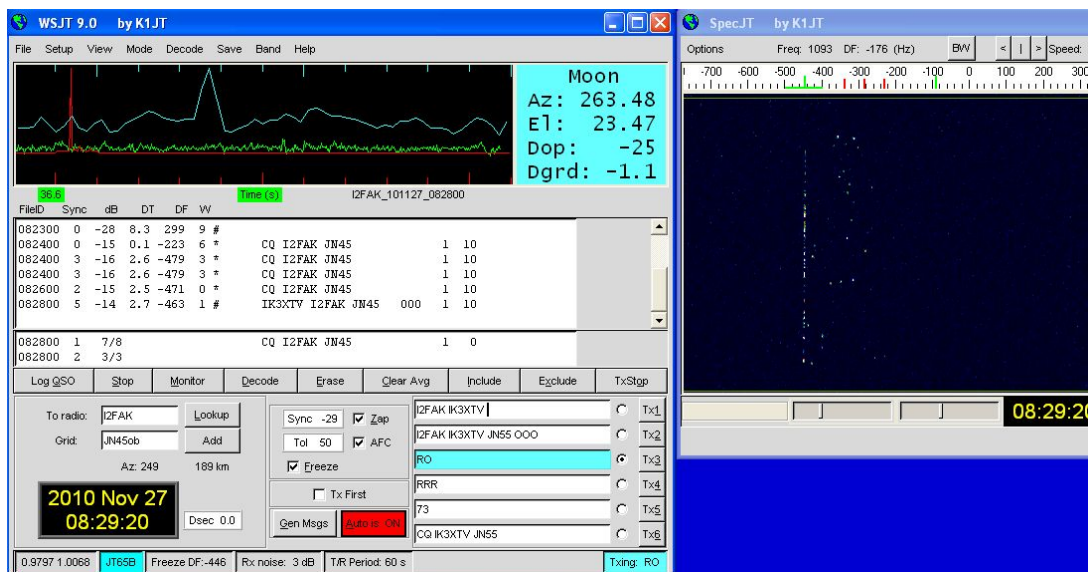 WSJT 9.0 by K1JT
File Setup View Mode Decode Save Band Help
Moon
Az: 263.48
El: 23.47
Dop: -25
Dgrd: -1.1
36.6 Time (s) I2FAK_101127_082800
FileID Sync dB DT DF W
082300 0 -28 8.3 299 9 #
082400 0 -15 0.1 -223 6 * CQ I2FAK JN45 1 10
082400 3 -16 2.6 -479 3 * CQ I2FAK JN45 1 10
082400 3 -16 2.6 -479 3 * CQ I2FAK JN45 1 10
082600 2 -15 2.5 -471 0 * CQ I2FAK JN45 1 10
082800 5 -14 2.7 -463 1 # IK3XTV I2FAK JN45 000 1 10
082800 1 7/8 CQ I2FAK JN45 1 0
082800 2 3/3
Log QSO Stop Monitor Decode Erase Clear Avg Include Exclude TxStop
To radio: I2FAK Lookup
Grid: JN45ob Add
Az: 249 189 km
2010 Nov 27
08:29:20
Dsec 0.0
Sync -29 Zap
Tol 50 AFC
Freeze
Tx First
Gen Msgs Auto is ON
I2FAK IK3XTV Tx1
I2FAK IK3XTV JN55 OOO Tx2
RO Tx3
RRR Tx4
73 Tx5
CQ IK3XTV JN55 Tx6
0.9797 1.0068 JT65B Freeze DF:-446 Rx noise: 3 dB T/R Period: 60 s Txing: RO
SpecJT by K1JT
Options Freq: 1093 DF: -176 (Hz) BW < | > Speed:
-700 -600 -500 -400 -300 -200 -100 0 100 200 300
08:29:20